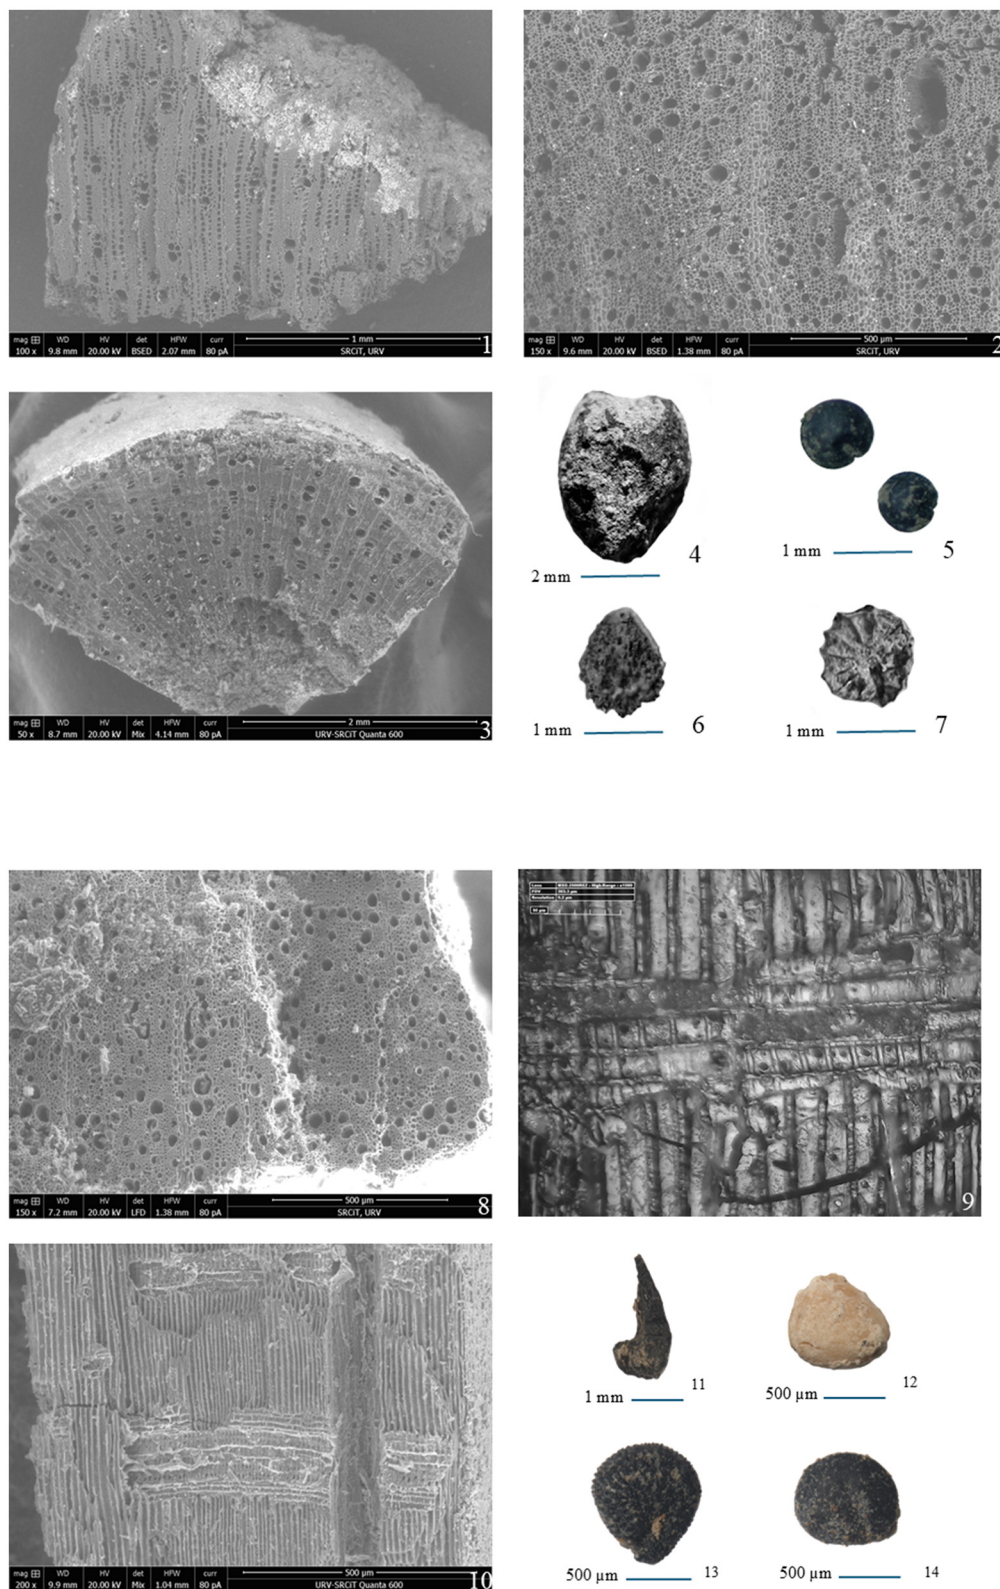 mag WD HV det HFW curr 1 mm
100 x 9.8 mm 20.00 kV BSED 2.07 mm 80 pA SRCiT, URV
1
mag WD HV det HFW curr 500 µm
150 x 9.6 mm 20.00 kV BSED 1.38 mm 80 pA SRCiT, URV
2
mag WD HV det HFW curr 2 mm
50 x 8.7 mm 20.00 kV Mix 4.14 mm 80 pA URV-SRCiT Quanta 600
3
2 mm 4
1 mm 5
1 mm 6
1 mm 7
mag WD HV det HFW curr 500 µm
150 x 7.2 mm 20.00 kV LFD 1.38 mm 80 pA SRCiT, URV
8
9
mag WD HV det HFW curr 500 µm
200 x 9.9 mm 20.00 kV Mix 1.04 mm 80 pA URV-SRCiT Quanta 600
10
1 mm 11
500 µm 12
500 µm 13
500 µm 14